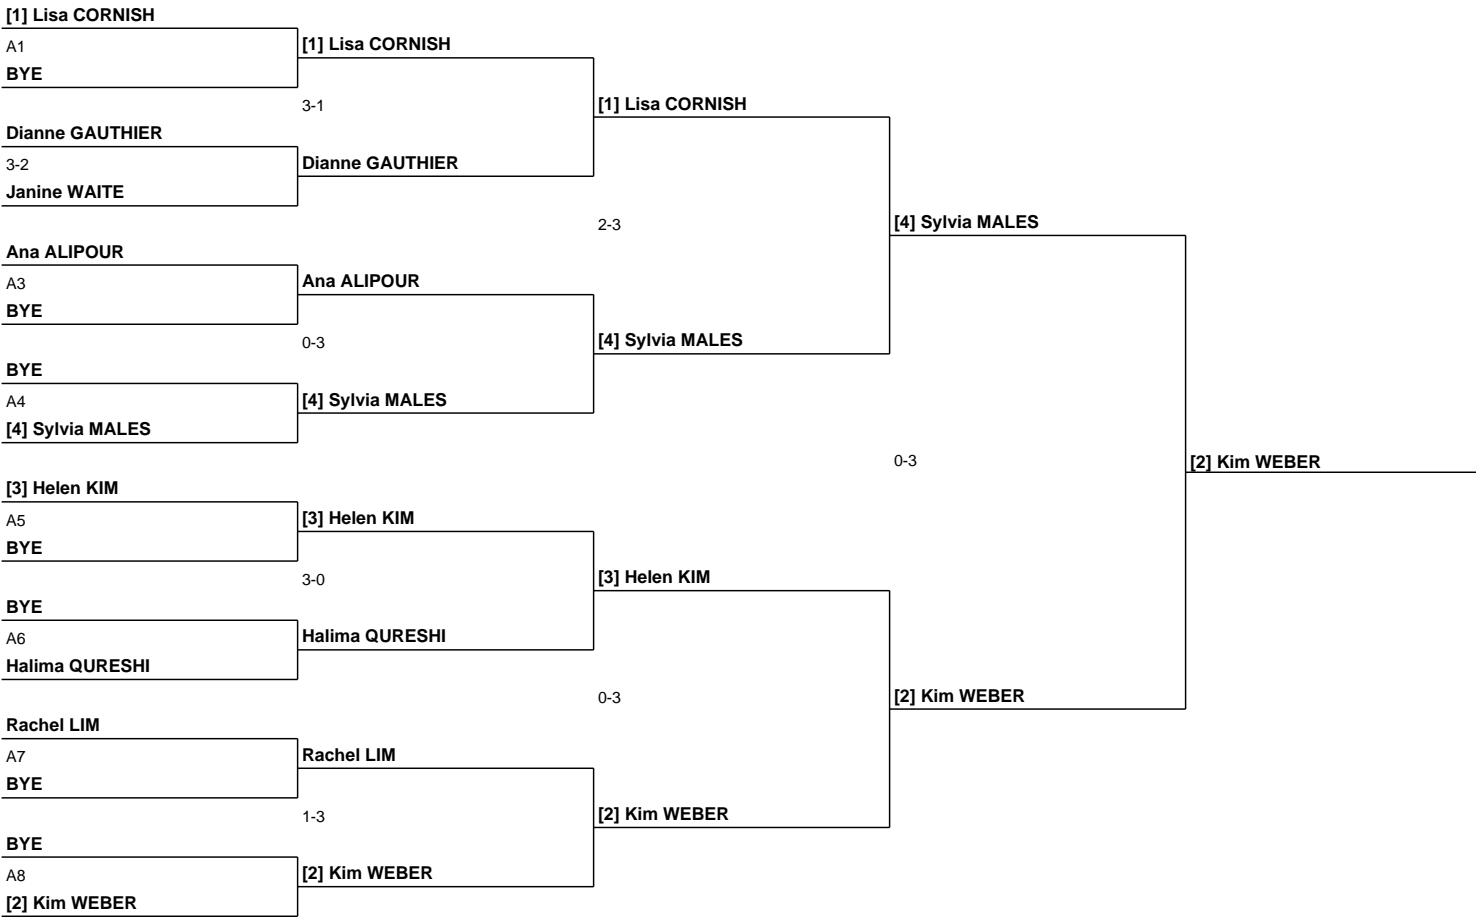 [1] Lisa CORNISH
A1
BYE
[1] Lisa CORNISH
3-1
[1] Lisa CORNISH
Dianne GAUTHIER
3-2
Janine WAITE
Dianne GAUTHIER
2-3
[4] Sylvia MALES
Ana ALIPOUR
A3
BYE
Ana ALIPOUR
0-3
[4] Sylvia MALES
BYE
A4
[4] Sylvia MALES
[4] Sylvia MALES
0-3
[2] Kim WEBER
[3] Helen KIM
A5
BYE
[3] Helen KIM
3-0
[3] Helen KIM
BYE
A6
Halima QURESHI
Halima QURESHI
0-3
[2] Kim WEBER
Rachel LIM
A7
BYE
Rachel LIM
1-3
[2] Kim WEBER
BYE
A8
[2] Kim WEBER
[2] Kim WEBER